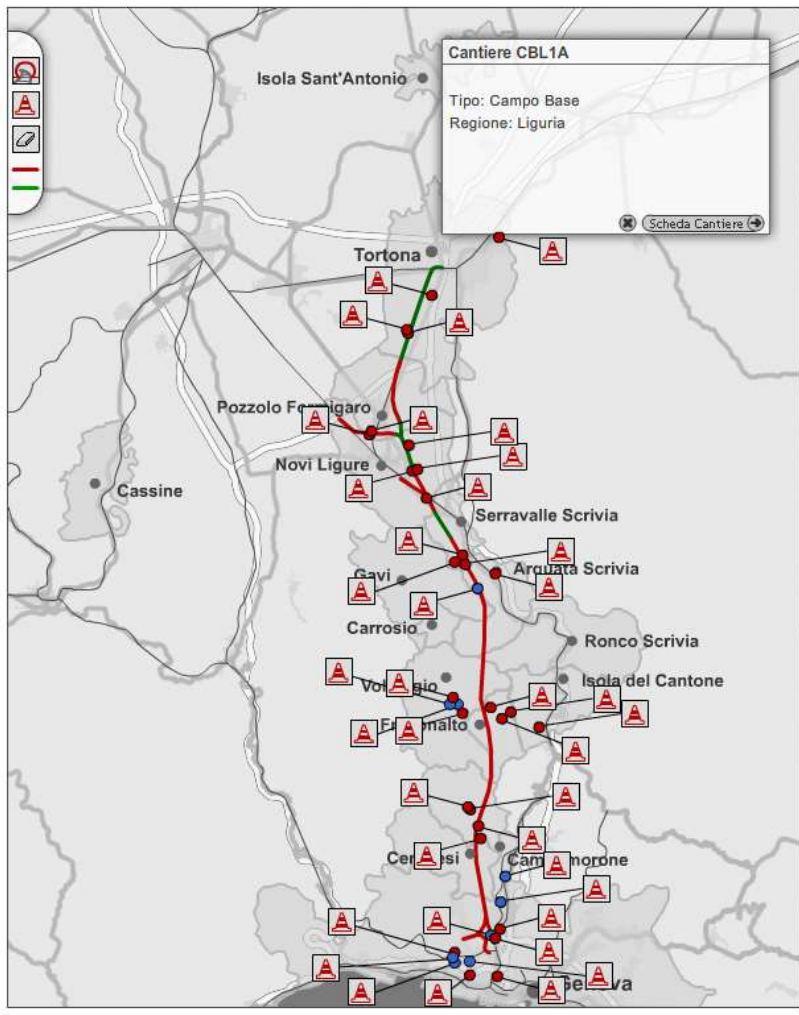 Cantiere CBL1A
Isola Sant'Antonio
Tipo: Campo Base
Regione: Liguria
Scheda Cantiere
Tortona
Pozzolo Formigaro
Novi Ligure
Cassine
Serravalle Scrivia
Arquata Scrivia
Gavi
Carrosio
Ronco Scrivia
Isola del Cantone